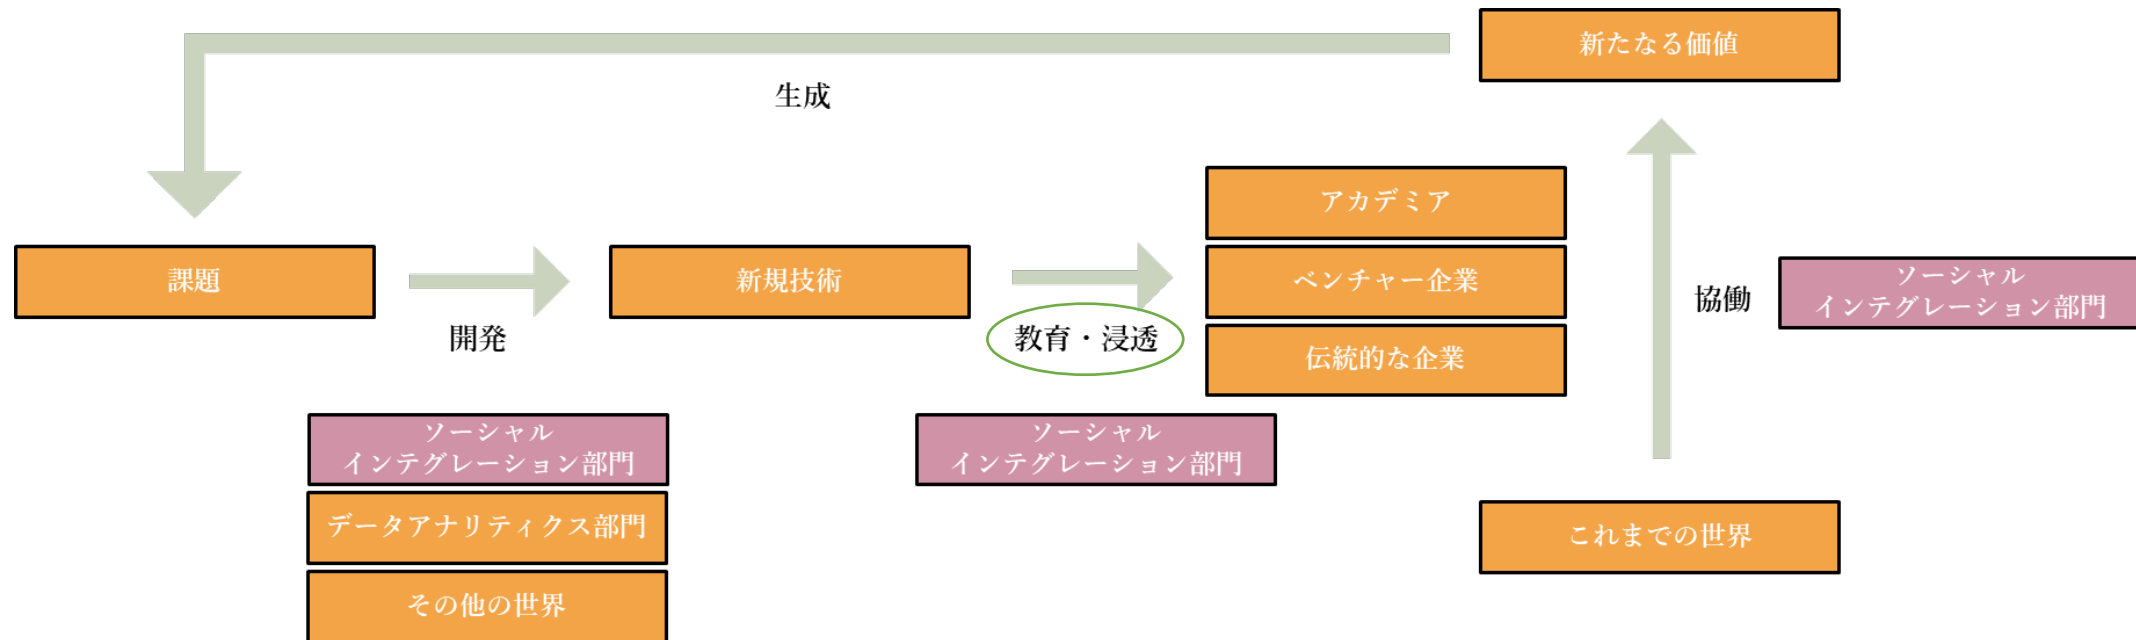 新たなる価値
生成
アカデミア
課題
新規技術
ベンチャー企業
ソーシャル
インテグレーション部門
協働
開発
教育・浸透
伝統的な企業
ソーシャル
インテグレーション部門
ソーシャル
インテグレーション部門
データアナリティクス部門
これまでの世界
その他の世界